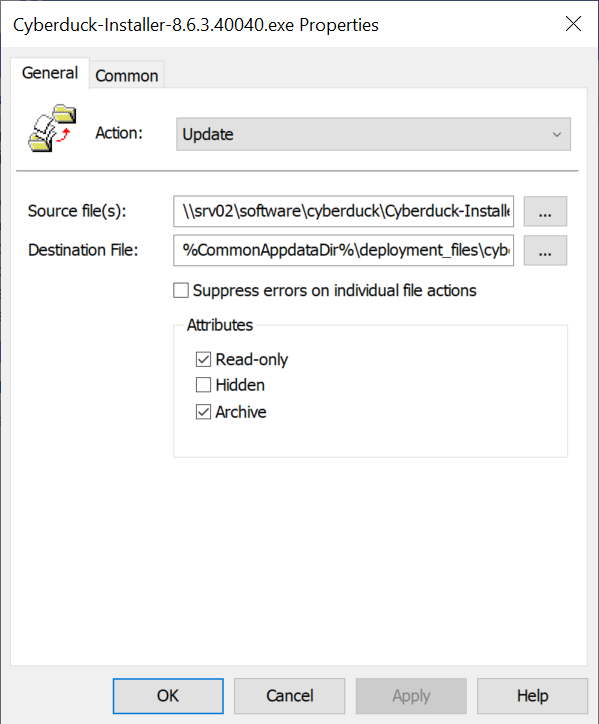 Cyberduck-Installer-8.6.3.40040.exe Properties
General
Common
Action:
Update
Source file(s):
\\srv02\software\cyberduck\Cyberduck-Installe
...
Destination File:
%CommonAppdataDir%\deployment_files\cybe
...
Suppress errors on individual file actions
Attributes
Read-only
Hidden
Archive
OK
Cancel
Apply
Help